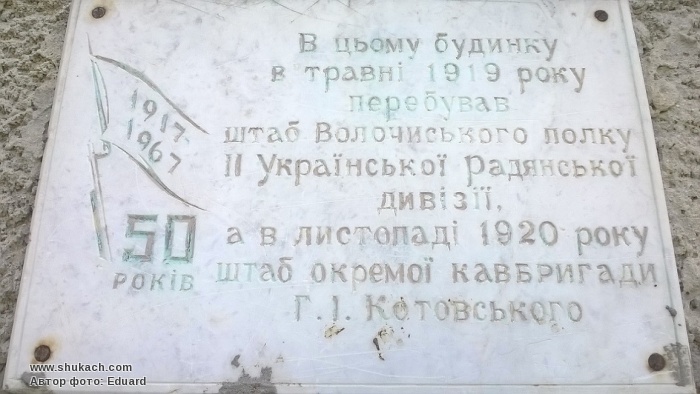 В цьому будинку
в травні 1919 року
перебував
штаб Волочиського полку
II Української Радянської
дивізії,
а в листопаді 1920 року
штаб окремої кавбригади
Г. І. Котовського
1917
1967
50
РОКІВ
www.shukach.com
Автор фото: Eduard